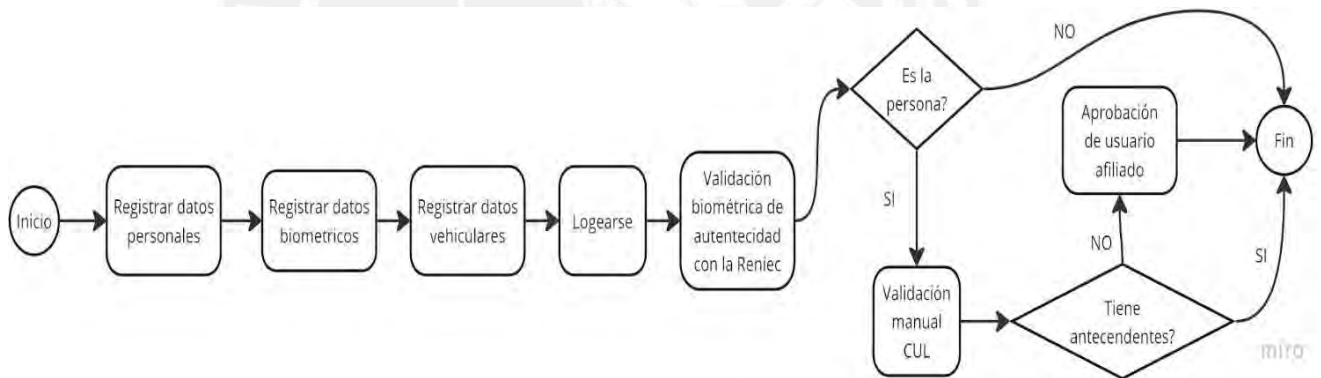 Inicio
Registrar datos
personales
Registrar datos
biometricos
Registrar datos
vehiculares
Logearse
Validación
biométrica de
autentecidad
con la Reniec
Es la
persona?
NO
SI
Validación
manual
CUL
Tiene
antecedentes?
NO
SI
Aprobación
de usuario
afiliado
Fin
miro